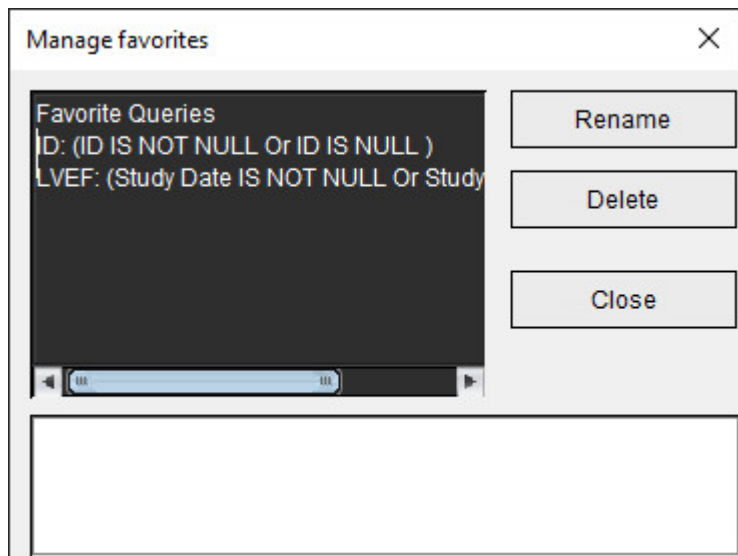 Manage favorites
Favorite Queries
ID: (ID IS NOT NULL Or ID IS NULL )
LVEF: (Study Date IS NOT NULL Or Study
Rename
Delete
Close